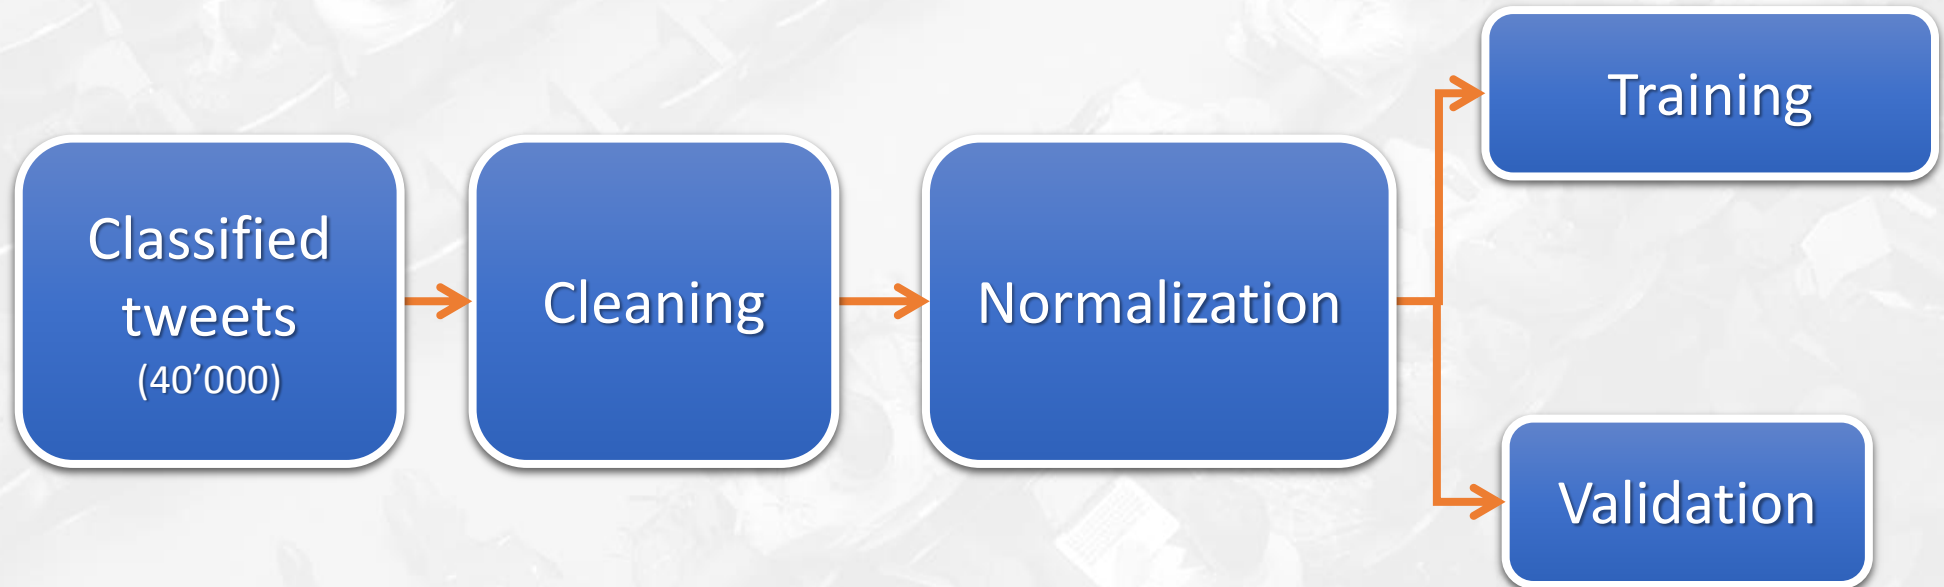 Classified
tweets
(40’000)
Cleaning
Normalization
Training
Validation